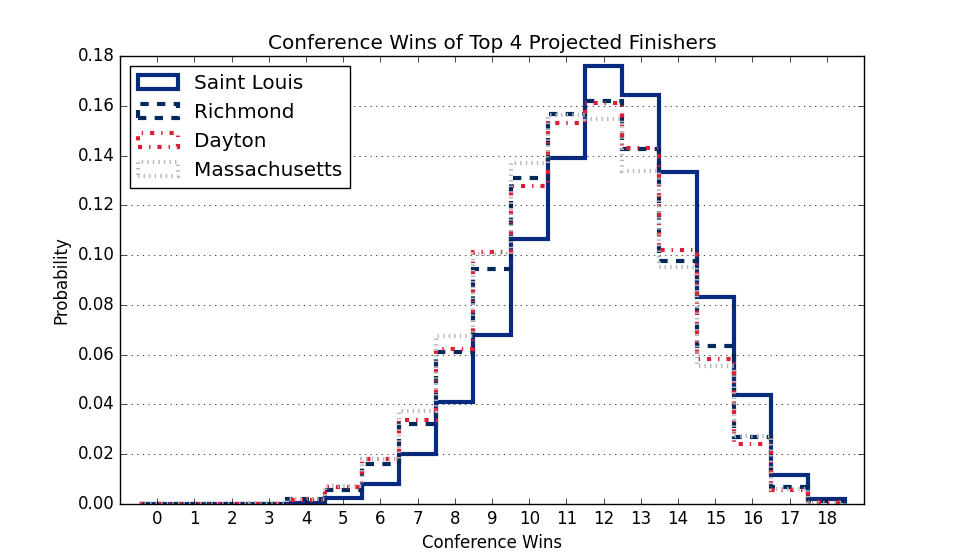 Conference Wins of Top 4 Projected Finishers
Saint Louis
Richmond
Dayton
Massachusetts
Probability
0.18
0.16
0.14
0.12
0.10
0.08
0.06
0.04
0.02
0.00
0 1 2 3 4 5 6 7 8 9 10 11 12 13 14 15 16 17 18
Conference Wins